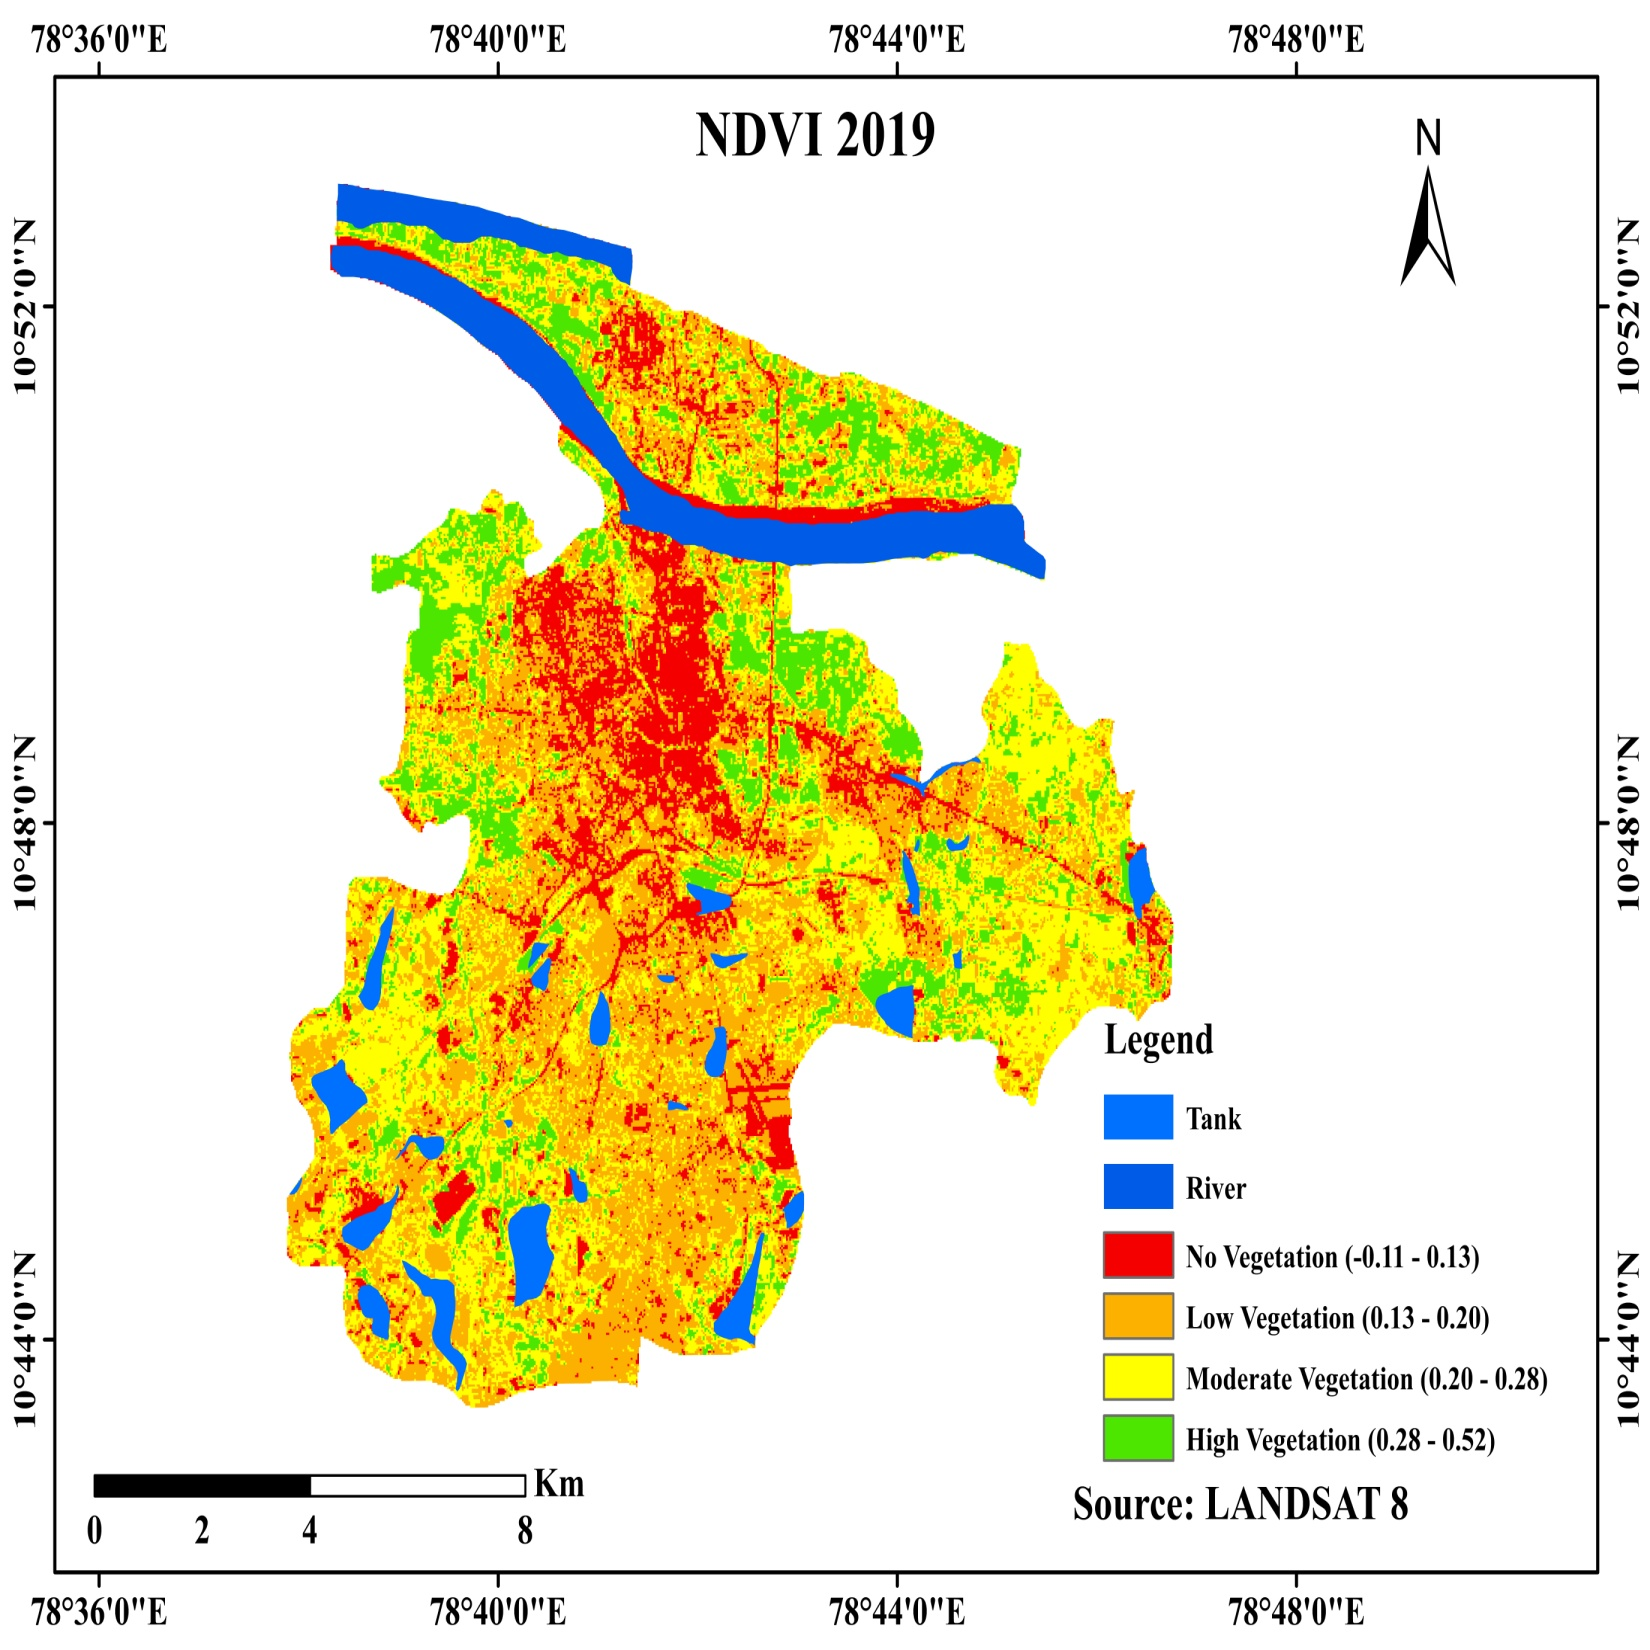 78°36'0"E 78°40'0"E 78°44'0"E 78°48'0"E
NDVI 2019
N
10°52'0"N 10°52'0"N
10°48'0"N 10°48'0"N
10°44'0"N 10°44'0"N
Legend
Tank
River
No Vegetation (-0.11 - 0.13)
Low Vegetation (0.13 - 0.20)
Moderate Vegetation (0.20 - 0.28)
High Vegetation (0.28 - 0.52)
Source: LANDSAT 8
Km
0 2 4 8
78°36'0"E 78°40'0"E 78°44'0"E 78°48'0"E